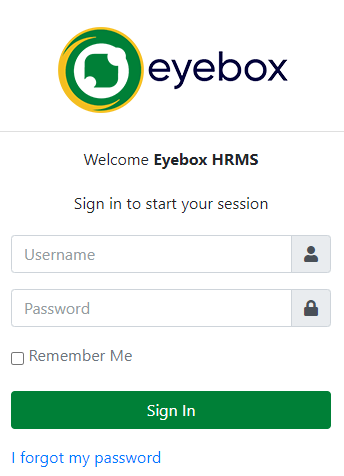 eyebox
Welcome Eyebox HRMS
Sign in to start your session
Username
Password
Remember Me
Sign In
I forgot my password